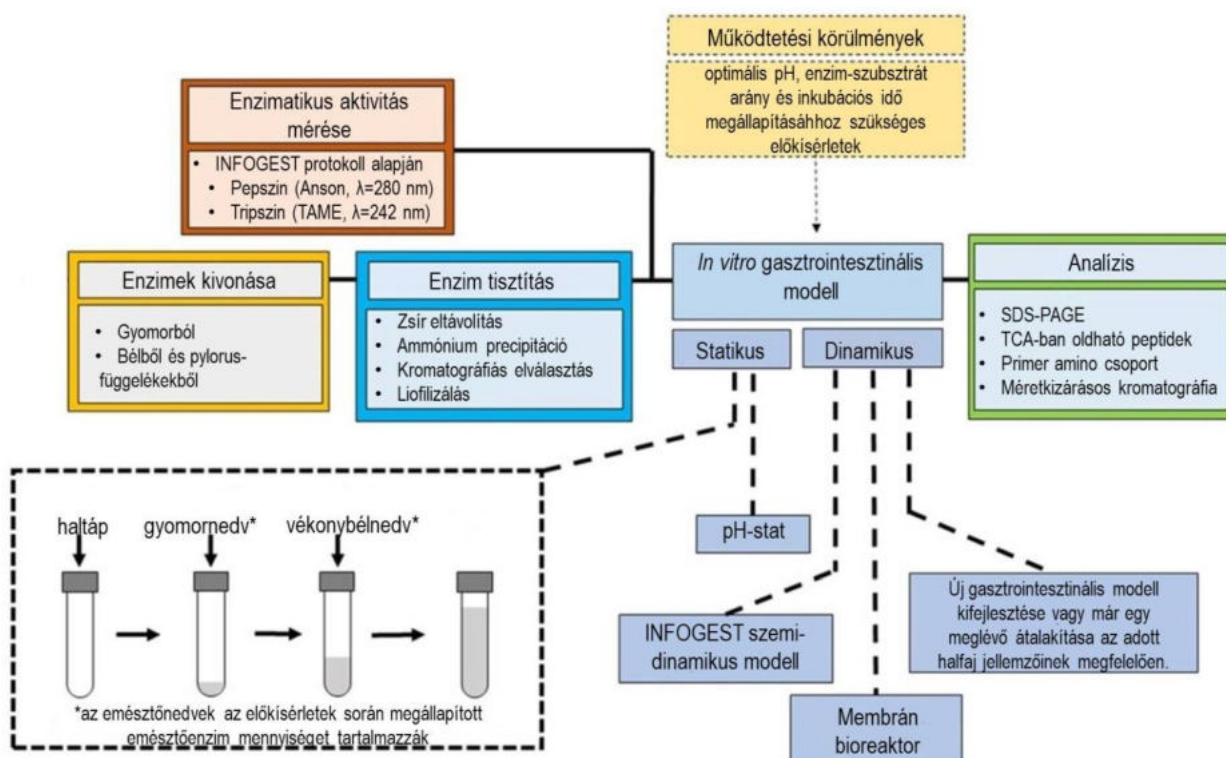 Működtetési körülmények
optimális pH, enzim-szubsztrát
arány és inkubációs idő
megállapításáhhoz szükséges
előkisérletek
Enzimatikus aktivitás
mérése
• INFOGEST protokoll alapján
• Pepszin (Anson, λ=280 nm)
• Tripszin (TAME, λ=242 nm)
Enzimek kivonása
• Gyomorból
• Bélből és pylorus-
függelékekből
Enzim tisztítás
• Zsír eltávolítás
• Ammónium precipitáció
• Kromatográfiás elválasztás
• Liofilizálás
In vitro gasztrointesztinális
modell
Statikus
Dinamikus
Analízis
• SDS-PAGE
• TCA-ban oldható peptidek
• Primer amino csoport
• Méretkizárásos kromatográfia
haltáp
gyomornedv*
vékonybélnedv*
*az emésztőnedvek az előkisérletek során megállapított
emésztőenzim mennyiséget tartalmazzák
pH-stat
INFOGEST szemi-
dinamikus modell
Membrán
bioreaktor
Új gasztrointesztinális modell
kifejlesztése vagy már egy
meglévő átalakítása az adott
halfaj jellemzőinek megfelelően.